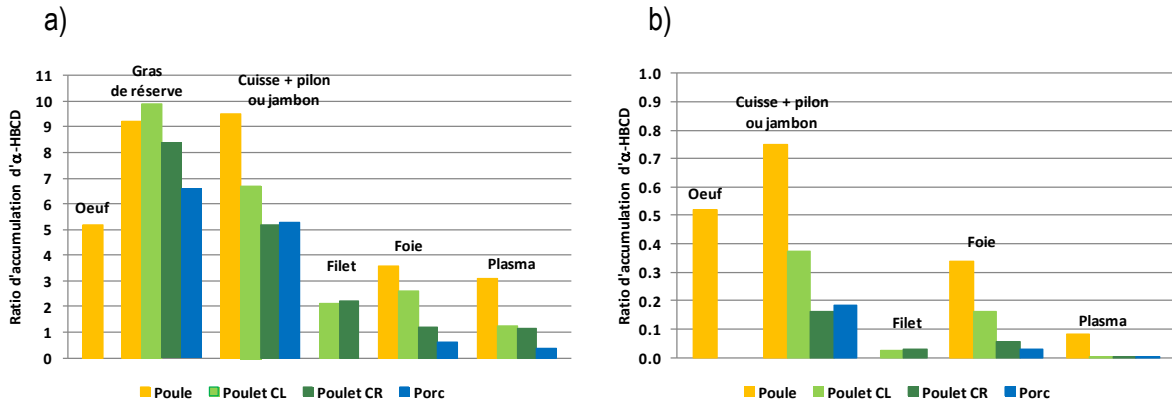 a)
Ratio d'accumulation d'α-HBCD
11
10
9
8
7
6
5
4
3
2
1
0
Oeuf
Gras
de réserve
Cuisse + pilon
ou jambon
Filet
Foie
Plasma
Poule Poulet CL Poulet CR Porc
b)
Ratio d'accumulation d'α-HBCD
1.0
0.9
0.8
0.7
0.6
0.5
0.4
0.3
0.2
0.1
0.0
Oeuf
Cuisse + pilon
ou jambon
Filet
Foie
Plasma
Poule Poulet CL Poulet CR Porc